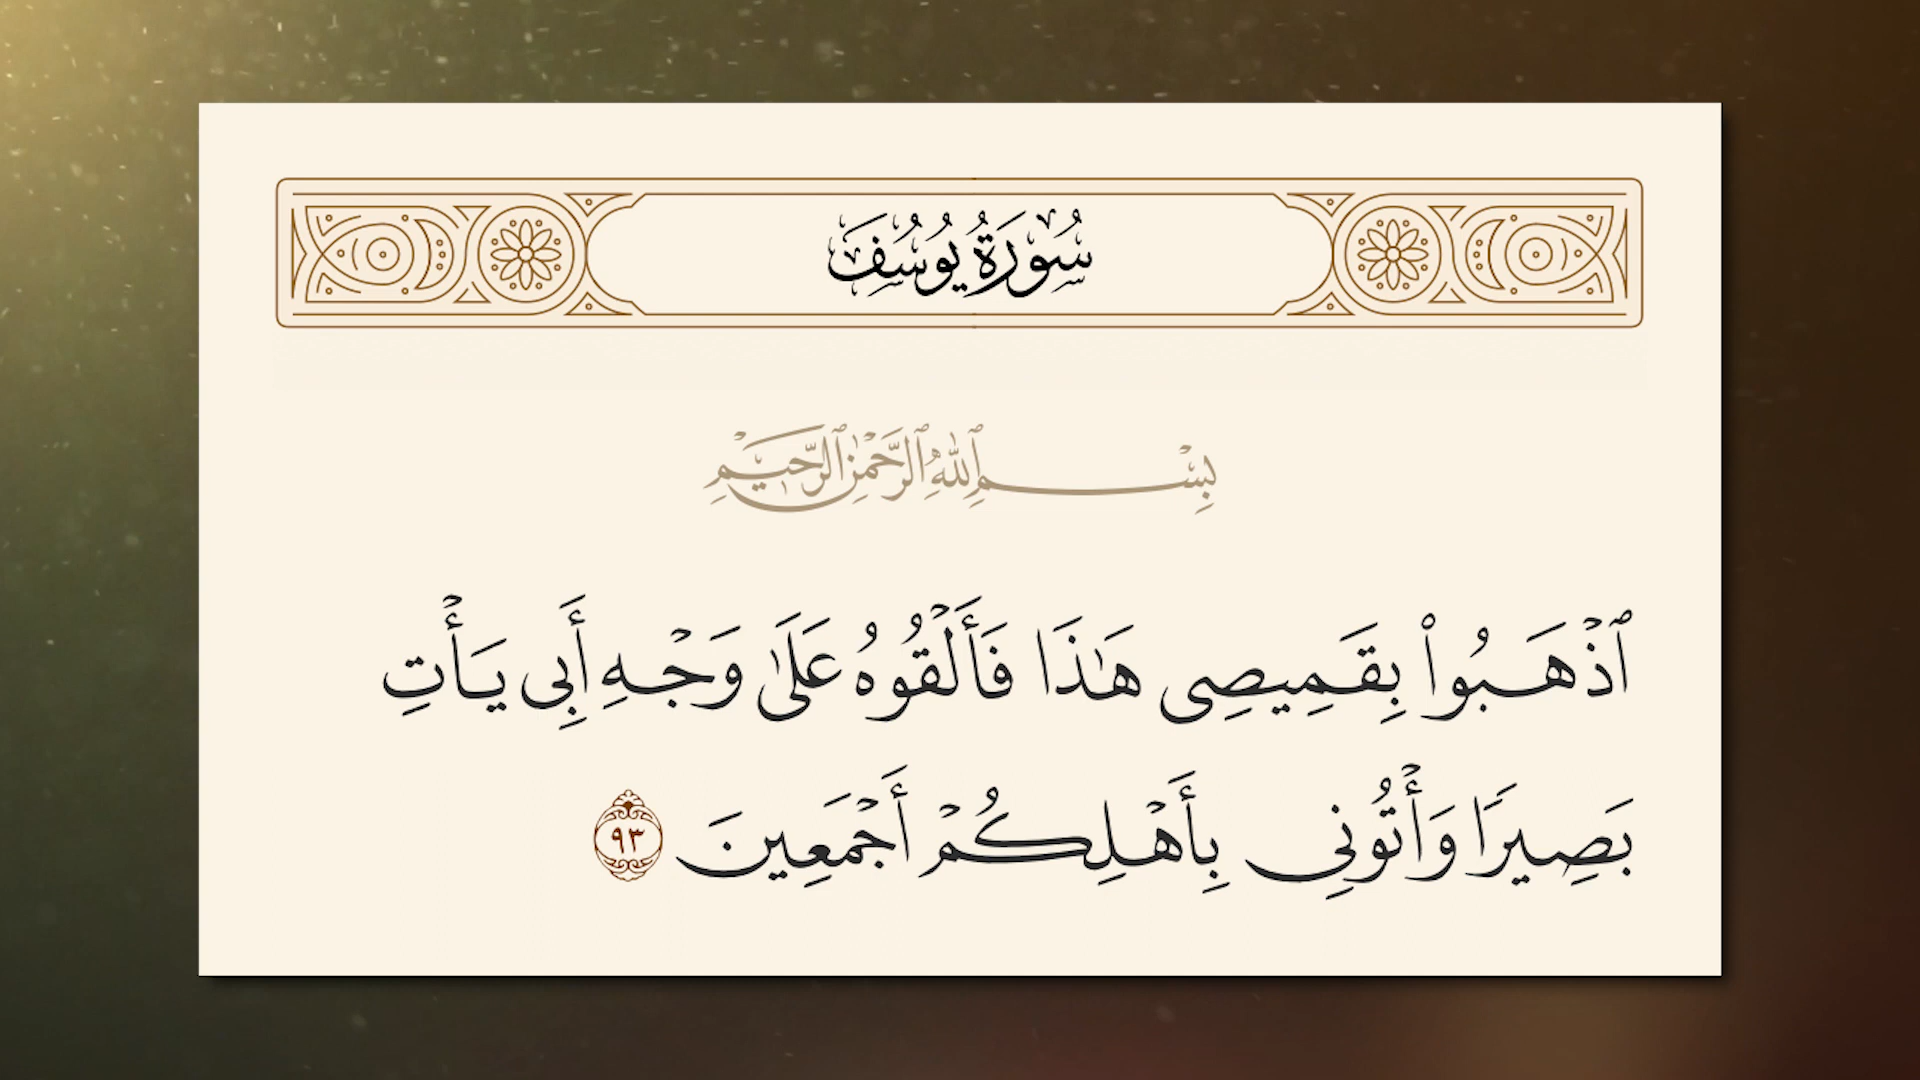 سُورَةُ يُوسُفَ
بِسْمِ ٱللَّهِ ٱلرَّحْمَٰنِ ٱلرَّحِيمِ
ٱذْهَبُوا۟ بِقَمِيصِى هَـٰذَا فَأَلْقُوهُ عَلَىٰ وَجْهِ أَبِى يَأْتِ
بَصِيرًا وَأْتُونِى بِأَهْلِكُمْ أَجْمَعِينَ ٩٣